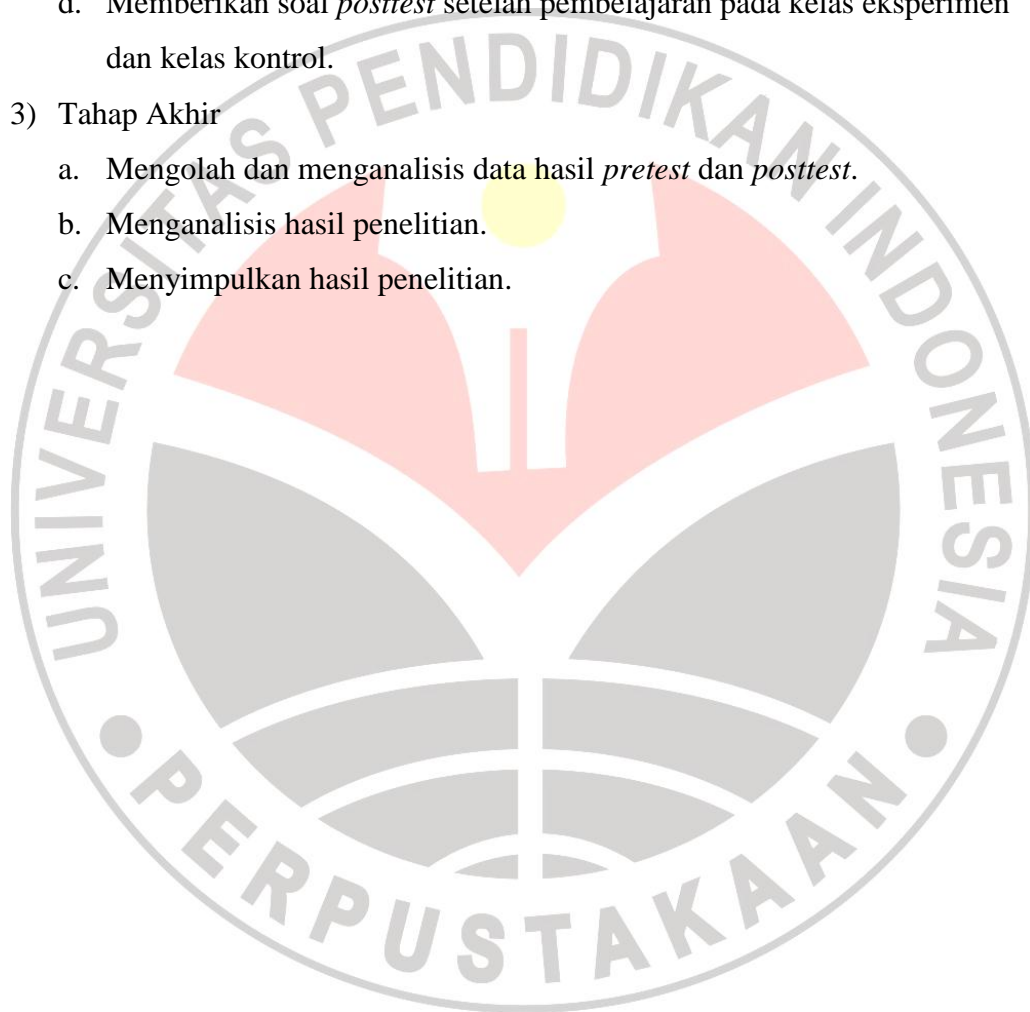 d. Memberikan soal posttest setelah pembelajaran pada kelas eksperimen
dan kelas kontrol.
3) Tahap Akhir
a. Mengolah dan menganalisis data hasil pretest dan posttest.
b. Menganalisis hasil penelitian.
c. Menyimpulkan hasil penelitian.
UNIVERSITAS PENDIDIKAN INDONESIA
PERPUSTAKAAN